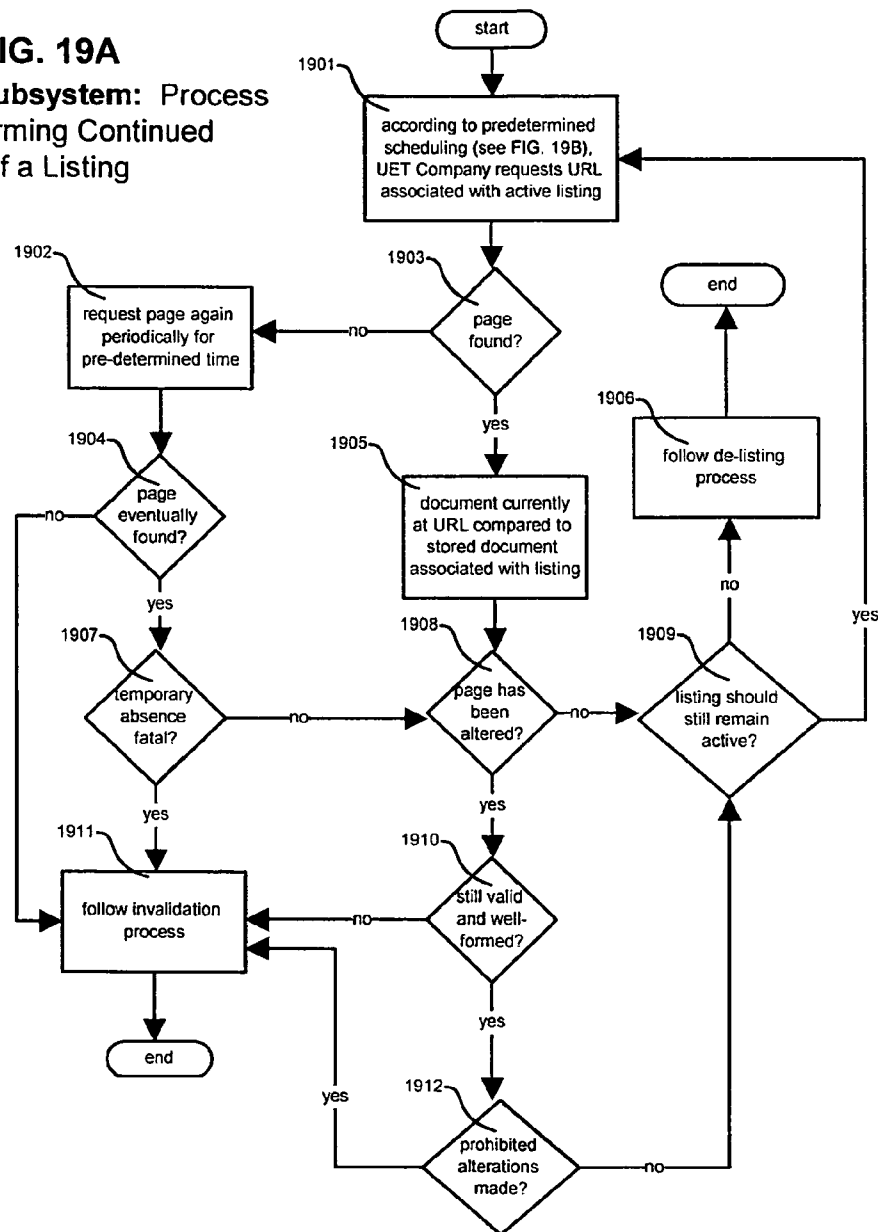 IG. 19A
ubsystem: Process
rming Continued
f a Listing
start
1901
according to predetermined
scheduling (see FIG. 19B),
UET Company requests URL
associated with active listing
1902
request page again
periodically for
pre-determined time
no
1903
page
found?
yes
end
1904
page
eventually
found?
no
yes
1905
document currently
at URL compared to
stored document
associated with listing
1906
follow de-listing
process
no
yes
1907
temporary
absence
fatal?
no
yes
1908
page has
been
altered?
no
yes
1909
listing should
still remain
active?
1911
follow invalidation
process
no
1910
still valid
and well-
formed?
yes
end
yes
1912
prohibited
alterations
made?
no